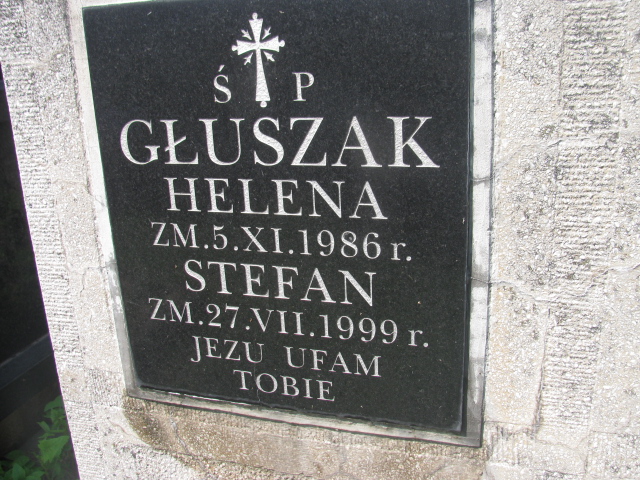 Ś P
GŁUSZAK
HELENA
ZM.5.XI.1986 r.
STEFAN
ZM.27.VII.1999 r.
JEZU UFAM
TOBIE